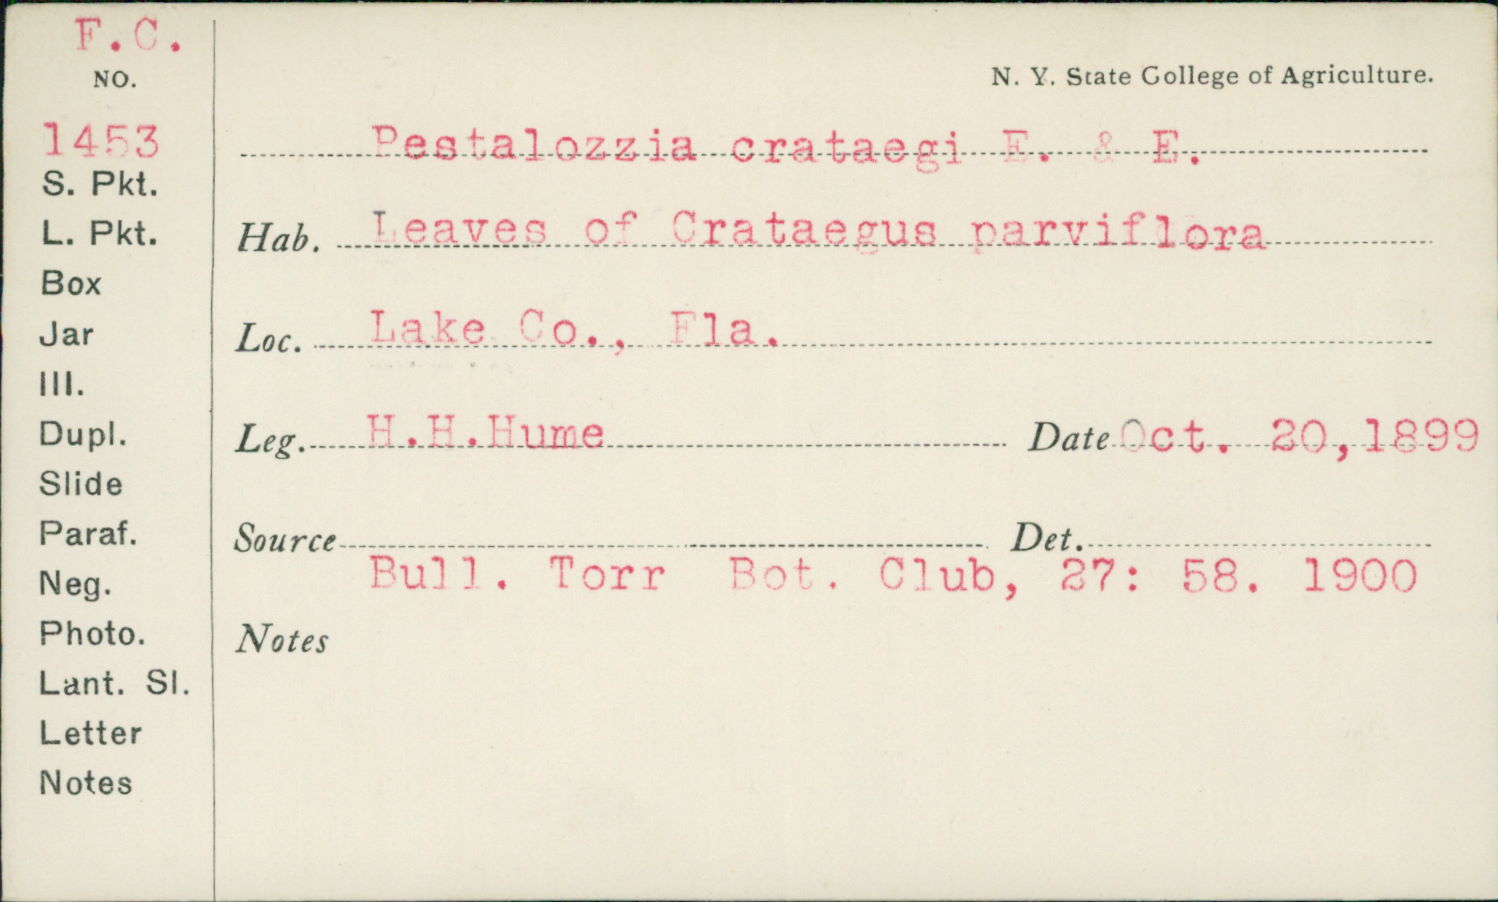 F.C.
NO.
N. Y. State College of Agriculture.
1453
Pestalozzia crataegi E. & E.
S. Pkt.
L. Pkt.
Hab. Leaves of Crataegus parviflora
Box
Jar
Loc. Lake Co., Fla.
Ill.
Dupl.
Leg. H.H.Hume Date Oct. 20,1899
Slide
Paraf.
Source Det.
Neg.
Bull. Torr Bot. Club, 27: 58. 1900
Photo.
Notes
Lant. Sl.
Letter
Notes